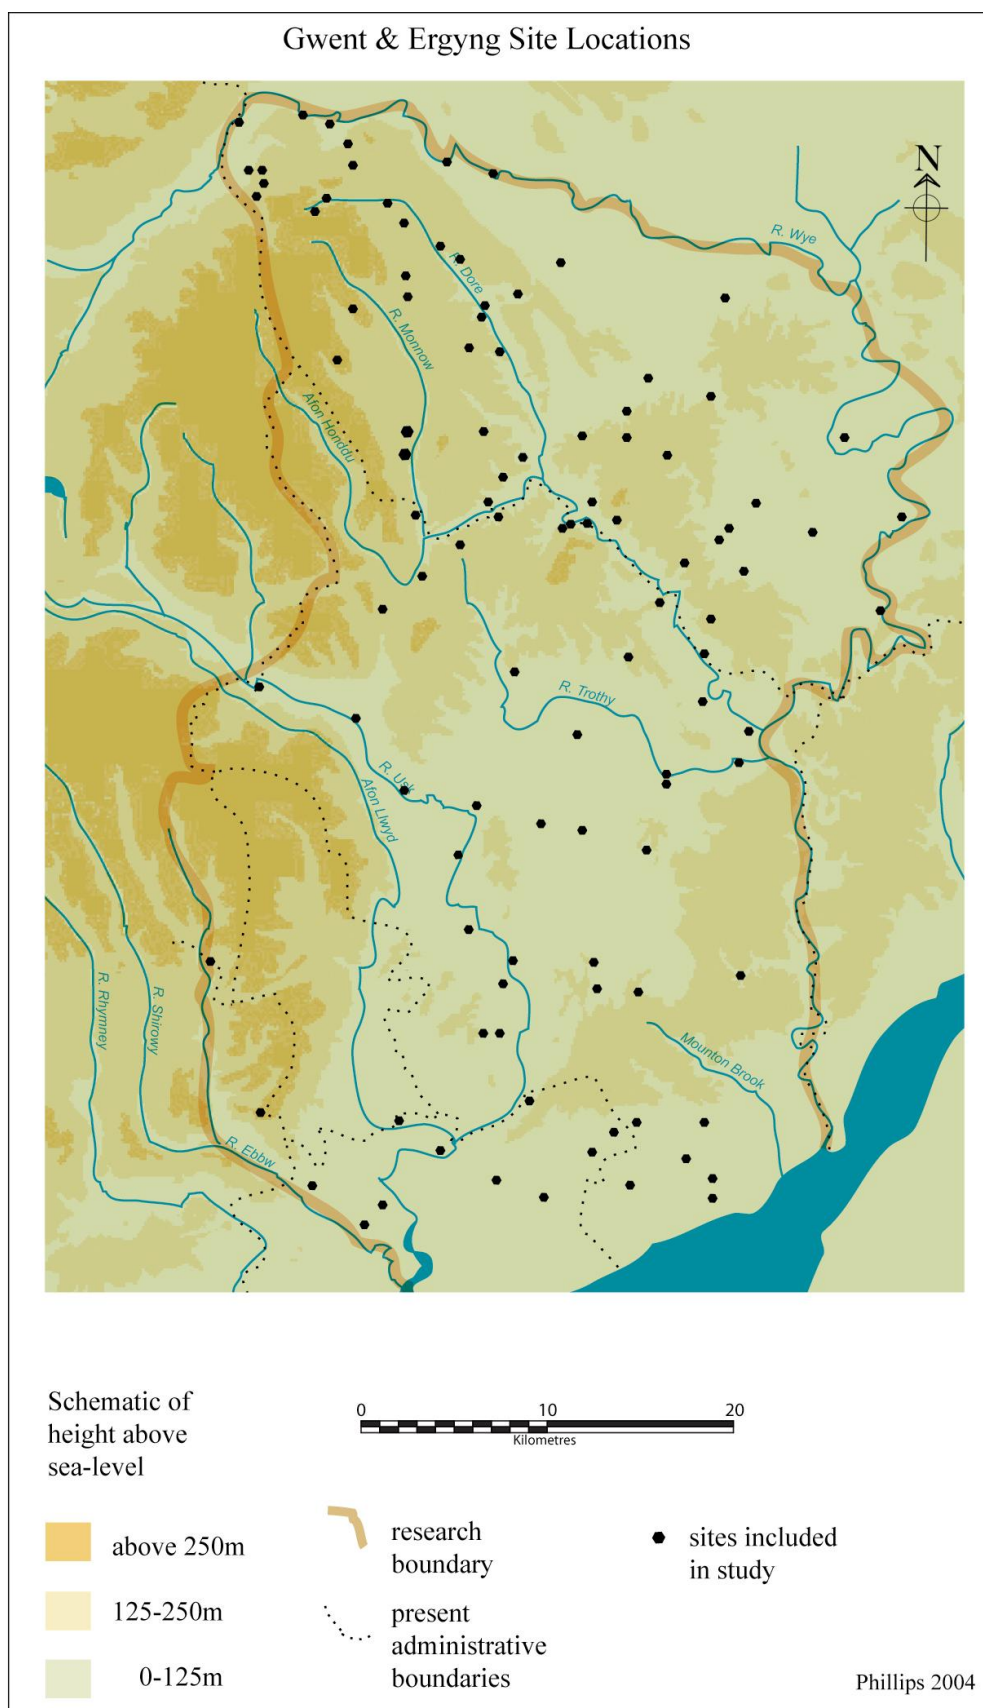 Gwent & Ergyng Site Locations
N
R. Wye
R. Dore
R. Monnow
Afon Honddu
R. Trothy
R. Usk
Afon Llwyd
R. Rhymney
R. Shirowy
Mounton Brook
R. Ebbw
Schematic of
height above
sea-level
0 10 20
Kilometres
above 250m
125-250m
0-125m
research
boundary
present
administrative
boundaries
sites included
in study
Phillips 2004